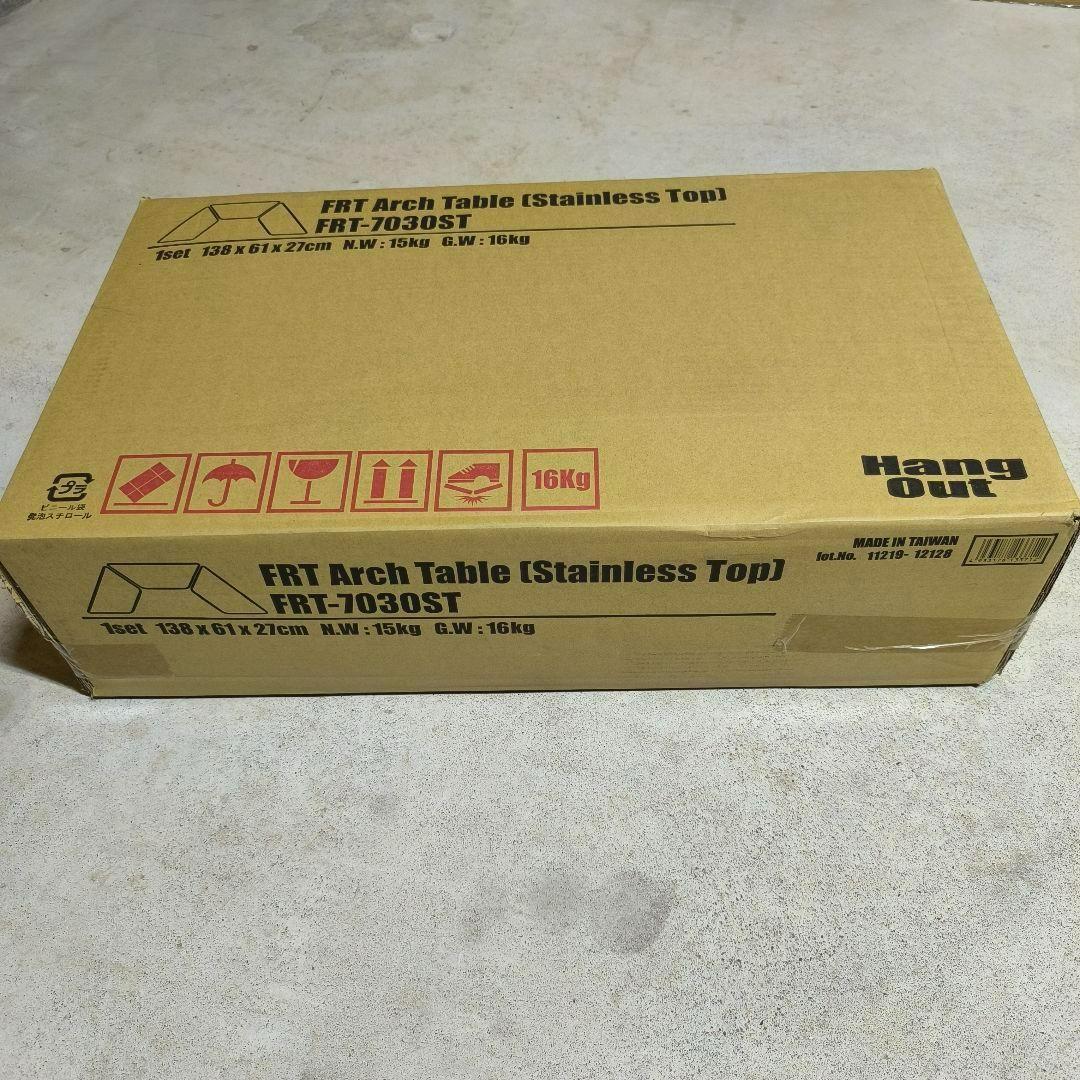 FRT Arch Table (Stainless Top)
FRT-7030ST
1set 138 x 61 x 27cm N.W : 15kg G.W : 16kg
プラ
ビニール袋
発泡スチロール
16Kg
Hang
Out
MADE IN TAIWAN
lot.No. 11219- 12128
FRT Arch Table (Stainless Top)
FRT-7030ST
1set 138 x 61 x 27cm N.W : 15kg G.W : 16kg